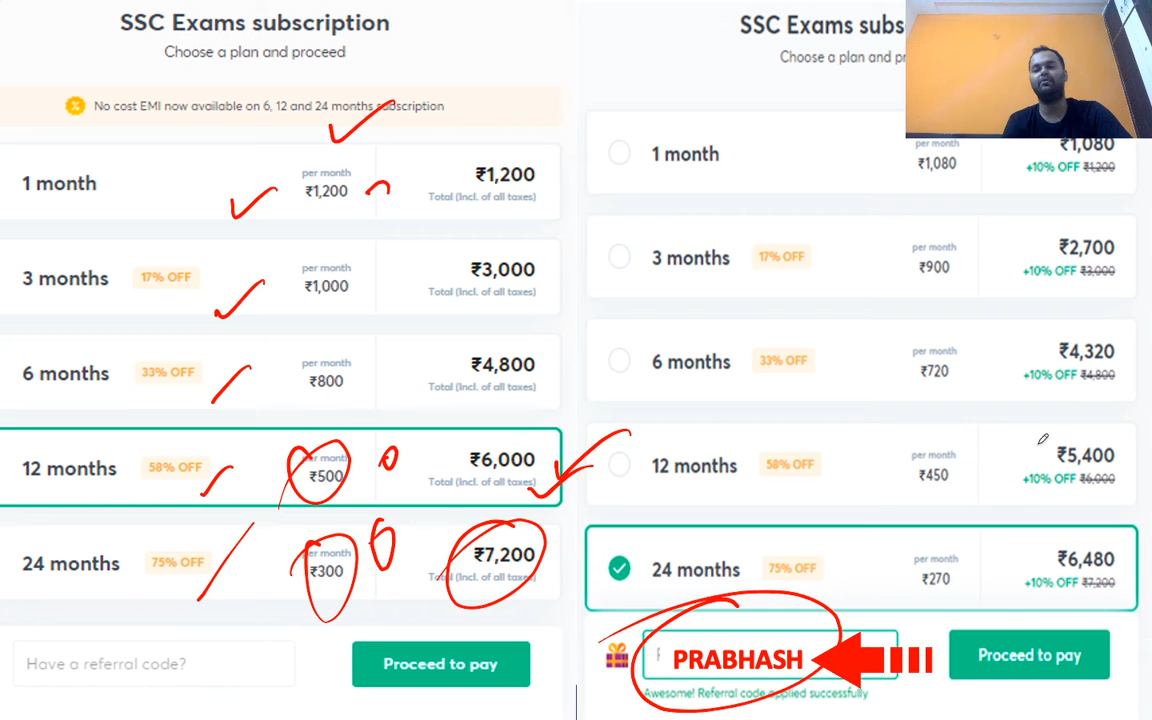 SSC Exams subscription
Choose a plan and proceed
No cost EMI now available on 6, 12 and 24 months subscription
1 month
per month
₹1,200
₹1,200
Total (Incl. of all taxes)
3 months
17% OFF
per month
₹1,000
₹3,000
Total (Incl. of all taxes)
6 months
33% OFF
per month
₹800
₹4,800
Total (Incl. of all taxes)
12 months
58% OFF
per month
₹500
₹6,000
Total (Incl. of all taxes)
24 months
75% OFF
per month
₹300
₹7,200
Total (Incl. of all taxes)
Have a referral code?
Proceed to pay
SSC Exams subs
Choose a plan and pr
1 month
per month
₹1,080
₹1,080
+10% OFF ₹1,200
3 months
17% OFF
per month
₹900
₹2,700
+10% OFF ₹3,000
6 months
33% OFF
per month
₹720
₹4,320
+10% OFF ₹4,800
12 months
58% OFF
per month
₹450
₹5,400
+10% OFF ₹6,000
24 months
75% OFF
per month
₹270
₹6,480
+10% OFF ₹7,200
PRABHASH
Proceed to pay
Awesome! Referral code applied successfully